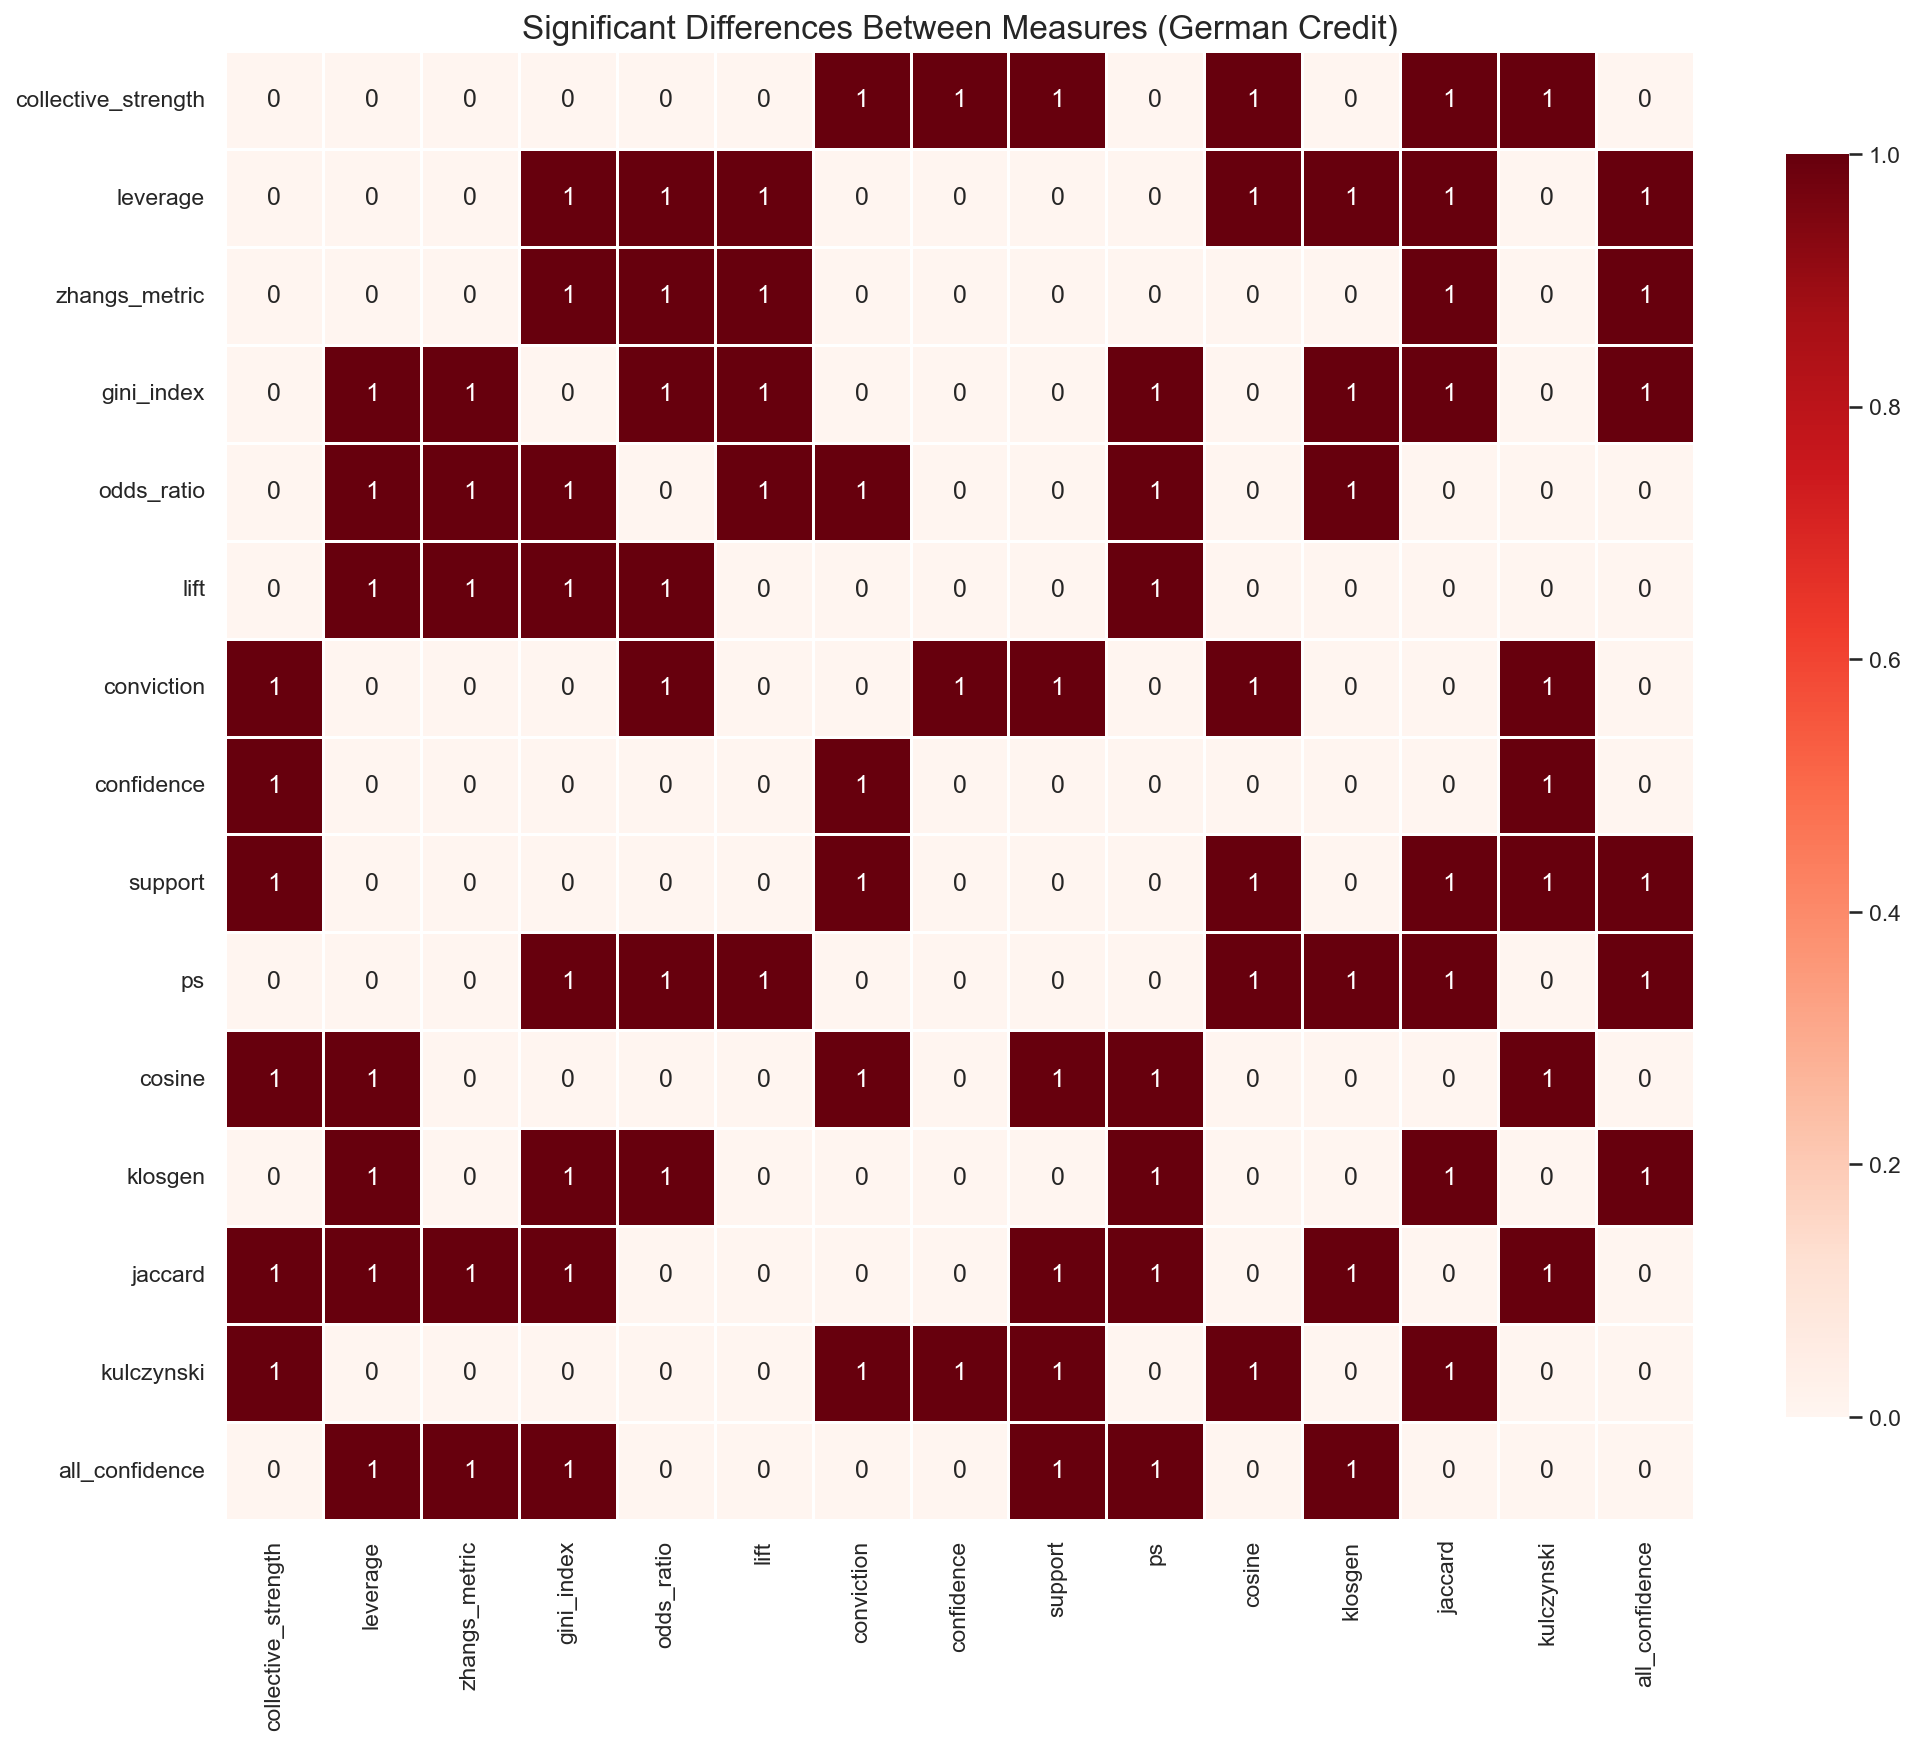 Significant Differences Between Measures (German Credit)
collective_strength 0 0 0 0 0 0 1 1 1 0 1 0 1 1 0
leverage 0 0 0 1 1 1 0 0 0 0 1 1 1 0 1
zhangs_metric 0 0 0 1 1 1 0 0 0 0 0 0 1 0 1
gini_index 0 1 1 0 1 1 0 0 0 1 0 1 1 0 1
odds_ratio 0 1 1 1 0 1 1 0 0 1 0 1 0 0 0
lift 0 1 1 1 1 0 0 0 0 1 0 0 0 0 0
conviction 1 0 0 0 1 0 0 1 1 0 1 0 0 1 0
confidence 1 0 0 0 0 0 1 0 0 0 0 0 0 1 0
support 1 0 0 0 0 0 1 0 0 0 1 0 1 1 1
ps 0 0 0 1 1 1 0 0 0 0 1 1 1 0 1
cosine 1 1 0 0 0 0 1 0 1 1 0 0 0 1 0
klosgen 0 1 0 1 1 0 0 0 0 1 0 0 1 0 1
jaccard 1 1 1 1 0 0 0 0 1 1 0 1 0 1 0
kulczynski 1 0 0 0 0 0 1 1 1 0 1 0 1 0 0
all_confidence 0 1 1 1 0 0 0 0 1 1 0 1 0 0 0
collective_strength
leverage
zhangs_metric
gini_index
odds_ratio
lift
conviction
confidence
support
ps
cosine
klosgen
jaccard
kulczynski
all_confidence
1.0
0.8
0.6
0.4
0.2
0.0